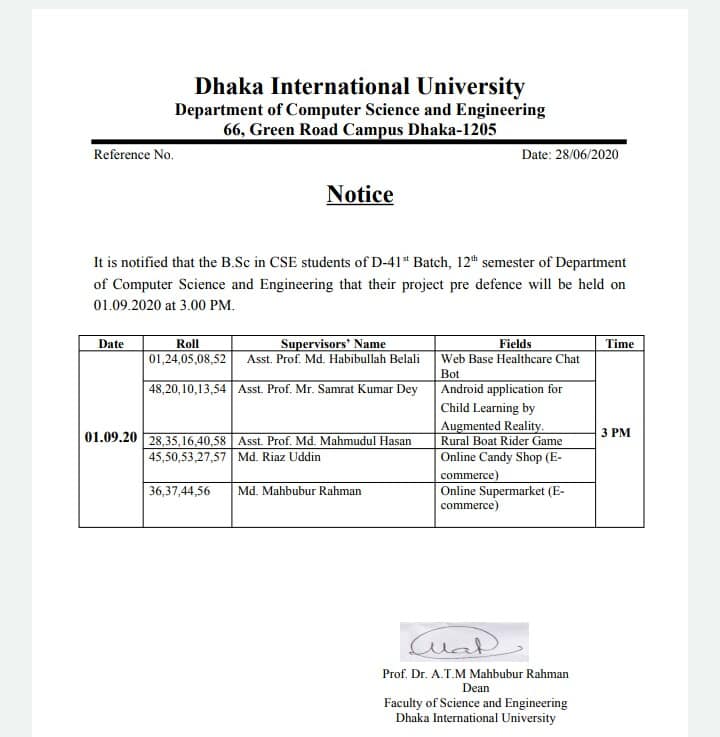 Dhaka International University
Department of Computer Science and Engineering
66, Green Road Campus Dhaka-1205
Reference No. Date: 28/06/2020
Notice
It is notified that the B.Sc in CSE students of D-41st Batch, 12th semester of Department
of Computer Science and Engineering that their project pre defence will be held on
01.09.2020 at 3.00 PM.
Date Roll Supervisors' Name Fields Time
01,24,05,08,52 Asst. Prof. Md. Habibullah Belali Web Base Healthcare Chat
Bot
48,20,10,13,54 Asst. Prof. Mr. Samrat Kumar Dey Android application for
Child Learning by
Augmented Reality.
01.09.20 3 PM
28,35,16,40,58 Asst. Prof. Md. Mahmudul Hasan Rural Boat Rider Game
45,50,53,27,57 Md. Riaz Uddin Online Candy Shop (E-
commerce)
36,37,44,56 Md. Mahbubur Rahman Online Supermarket (E-
commerce)
Prof. Dr. A.T.M Mahbubur Rahman
Dean
Faculty of Science and Engineering
Dhaka International University